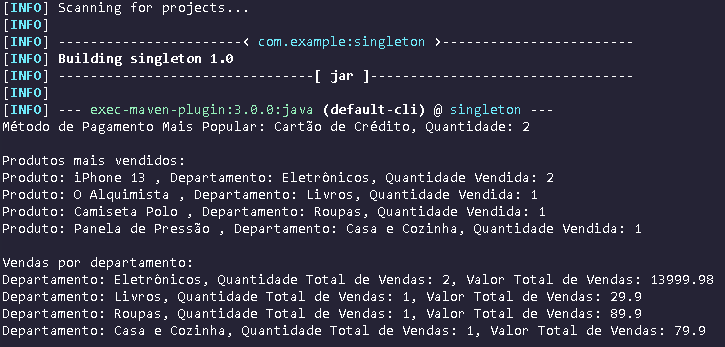 [INFO] Scanning for projects...
[INFO]
[INFO] -----------------------< com.example:singleton >------------------------
[INFO] Building singleton 1.0
[INFO] --------------------------------[ jar ]---------------------------------
[INFO]
[INFO] --- exec-maven-plugin:3.0.0:java (default-cli) @ singleton ---
Método de Pagamento Mais Popular: Cartão de Crédito, Quantidade: 2
Produtos mais vendidos:
Produto: iPhone 13 , Departamento: Eletrônicos, Quantidade Vendida: 2
Produto: O Alquimista , Departamento: Livros, Quantidade Vendida: 1
Produto: Camiseta Polo , Departamento: Roupas, Quantidade Vendida: 1
Produto: Panela de Pressão , Departamento: Casa e Cozinha, Quantidade Vendida: 1
Vendas por departamento:
Departamento: Eletrônicos, Quantidade Total de Vendas: 2, Valor Total de Vendas: 13999.98
Departamento: Livros, Quantidade Total de Vendas: 1, Valor Total de Vendas: 29.9
Departamento: Roupas, Quantidade Total de Vendas: 1, Valor Total de Vendas: 89.9
Departamento: Casa e Cozinha, Quantidade Total de Vendas: 1, Valor Total de Vendas: 79.9